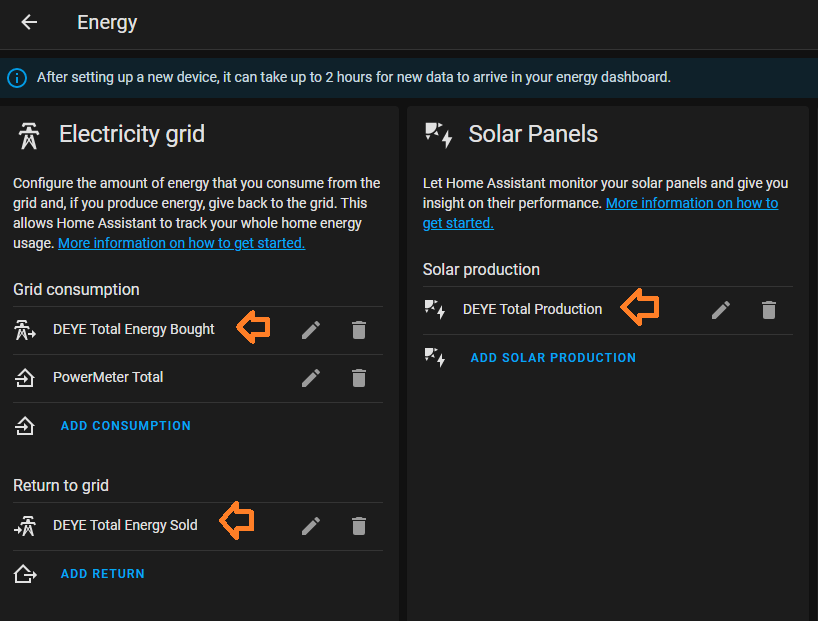 Energy
After setting up a new device, it can take up to 2 hours for new data to arrive in your energy dashboard.
Electricity grid
Configure the amount of energy that you consume from the
grid and, if you produce energy, give back to the grid. This
allows Home Assistant to track your whole home energy
usage. More information on how to get started.
Grid consumption
DEYE Total Energy Bought
PowerMeter Total
ADD CONSUMPTION
Return to grid
DEYE Total Energy Sold
ADD RETURN
Solar Panels
Let Home Assistant monitor your solar panels and give you
insight on their performance. More information on how to
get started.
Solar production
DEYE Total Production
ADD SOLAR PRODUCTION